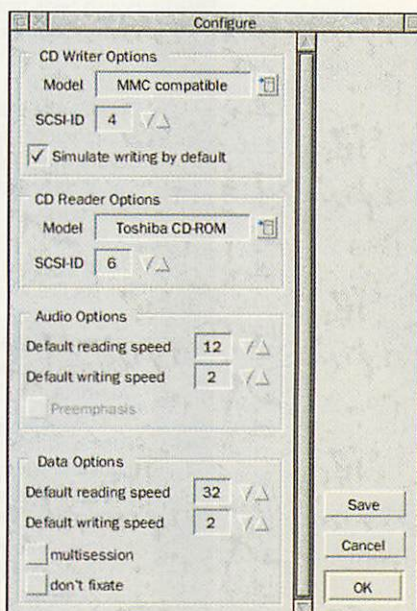 Configure
CD Writer Options
Model MMC compatible
SCSI-ID 4
Simulate writing by default
CD Reader Options
Model Toshiba CD-ROM
SCSI-ID 6
Audio Options
Default reading speed 12
Default writing speed 2
Preemphasis
Data Options
Default reading speed 32
Default writing speed 2
multisession
don't fixate
Save
Cancel
OK